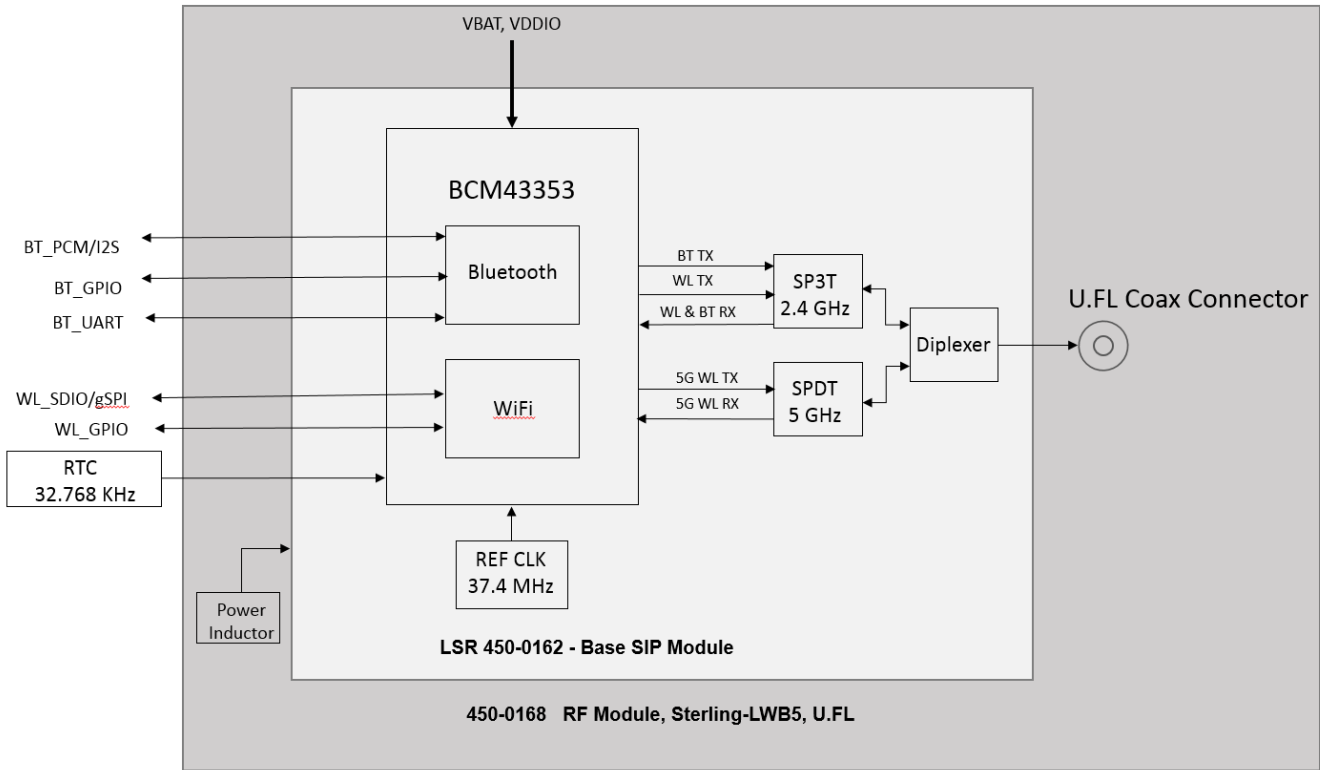 VBAT, VDDIO
BCM43353
BT_PCM/I2S
BT_GPIO
BT_UART
Bluetooth
BT TX
WL TX
WL & BT RX
SP3T
2.4 GHz
U.FL Coax Connector
Diplexer
WL_SDIO/gSPI
WL_GPIO
WiFi
5G WL TX
5G WL RX
SPDT
5 GHz
RTC
32.768 KHz
REF CLK
37.4 MHz
Power
Inductor
LSR 450-0162 - Base SIP Module
450-0168 RF Module, Sterling-LWB5, U.FL